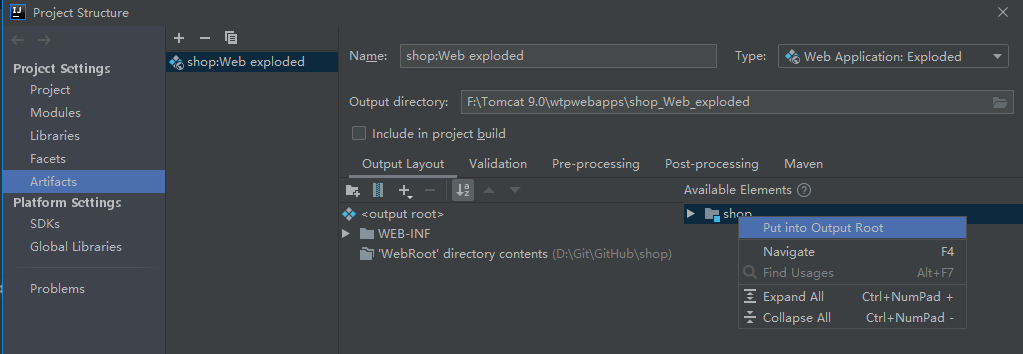 Project Structure
Project Settings
Project
Modules
Libraries
Facets
Artifacts
Platform Settings
SDKs
Global Libraries
Problems
shop:Web exploded
Name: shop:Web exploded Type: Web Application: Exploded
Output directory: F:\Tomcat 9.0\wtpwebapps\shop_Web_exploded
Include in project build
Output Layout Validation Pre-processing Post-processing Maven
Available Elements ?
<output root>
WEB-INF
'WebRoot' directory contents (D:\Git\GitHub\shop)
shop
Put into Output Root
Navigate F4
Find Usages Alt+F7
Expand All Ctrl+NumPad +
Collapse All Ctrl+NumPad -